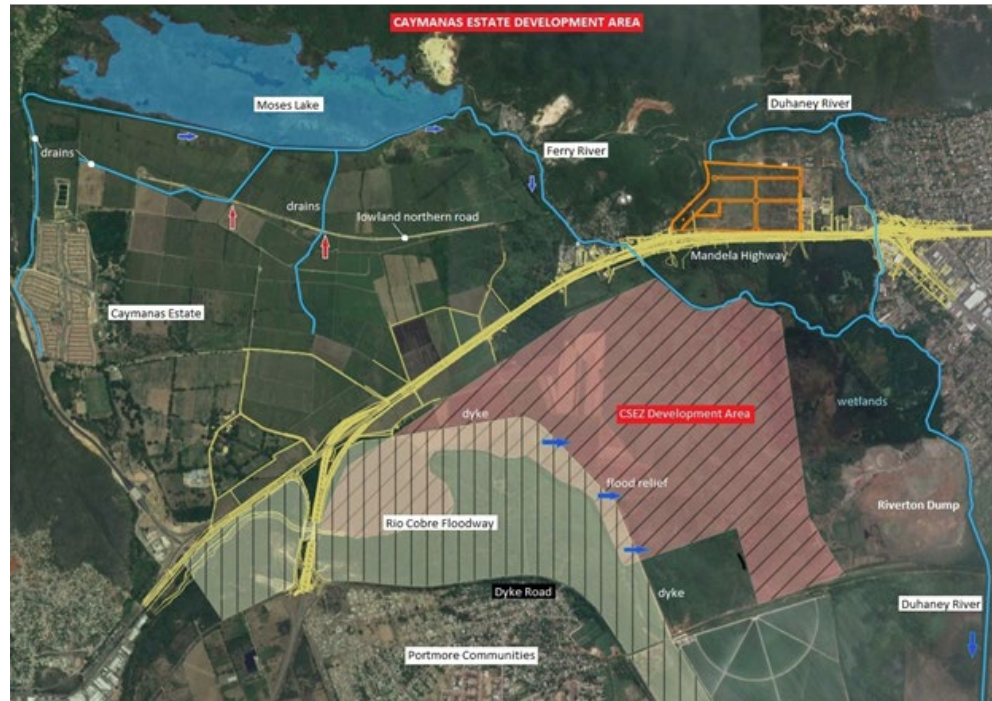 CAYMANAS ESTATE DEVELOPMENT AREA
Moses Lake
Duhaney River
drains
Ferry River
drains
lowland northern road
Mandela Highway
Caymanas Estate
wetlands
dyke
CSEZ Development Area
flood relief
Riverton Dump
Rio Cobre Floodway
Dyke Road
dyke
Duhaney River
Portmore Communities